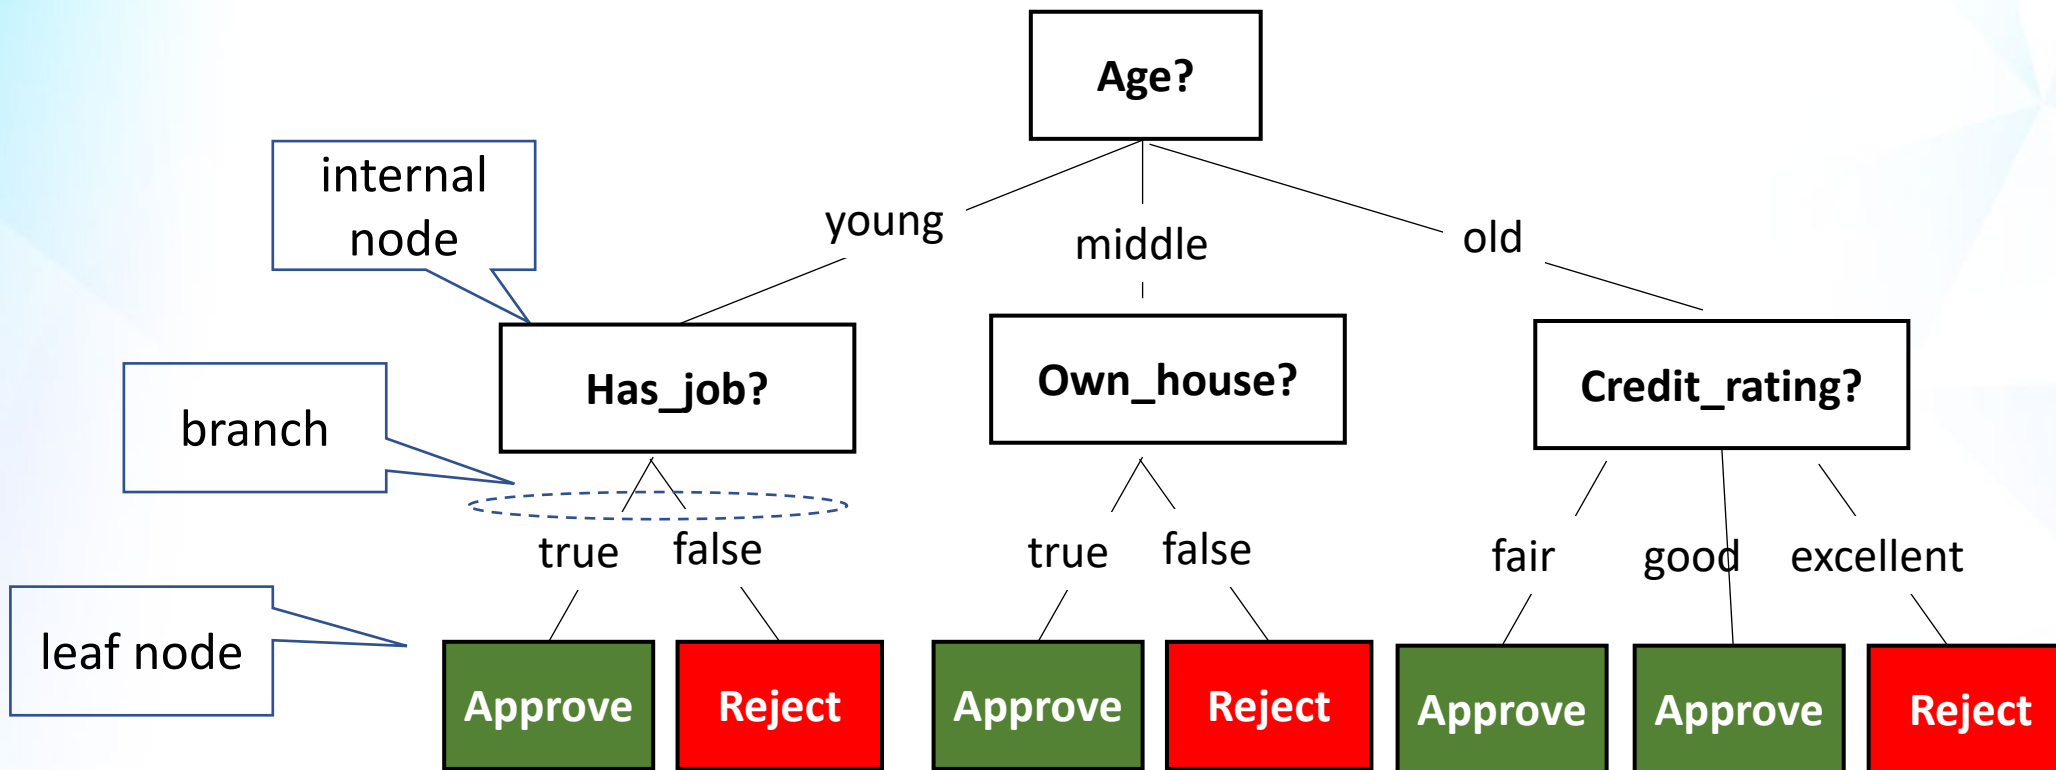 Age?
internal
node
young
middle
old
Has_job?
Own_house?
Credit_rating?
branch
true
false
true
false
fair
good
excellent
leaf node
Approve
Reject
Approve
Reject
Approve
Approve
Reject